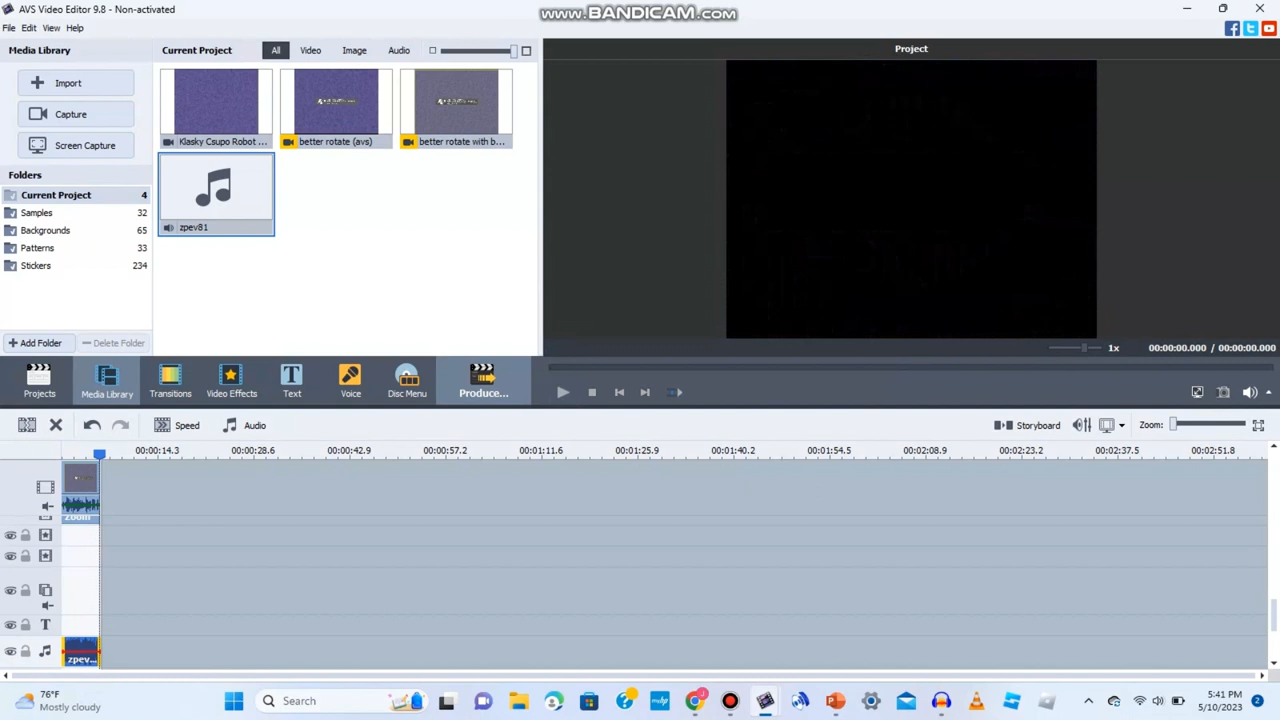 AVS Video Editor 9.8 - Non-activated
www.BANDICAM.com
File Edit View Help
Media Library
Current Project All Video Image Audio
Project
Import
Capture
Screen Capture
Klasky Csupo Robot ... better rotate (avs) better rotate with b...
Folders
Current Project 4
Samples 32
Backgrounds 65
Patterns 33
Stickers 234
zpev81
Add Folder Delete Folder
1x 00:00:00.000 / 00:00:00.000
Projects Media Library Transitions Video Effects Text Voice Disc Menu Produce...
Speed Audio Storyboard Zoom:
00:00:14.3 00:00:28.6 00:00:42.9 00:00:57.2 00:01:11.6 00:01:25.9 00:01:40.2 00:01:54.5 00:02:08.9 00:02:23.2 00:02:37.5 00:02:51.8
Zoom
T
zpev...
76°F
Mostly cloudy
Search
5:41 PM
5/10/2023
2